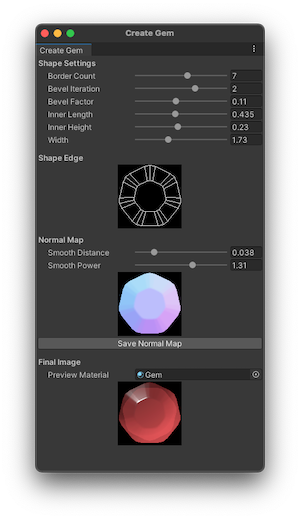 Create Gem
Create Gem
Shape Settings
Border Count 7
Bevel Iteration 2
Bevel Factor 0.11
Inner Length 0.435
Inner Height 0.23
Width 1.73
Shape Edge
Normal Map
Smooth Distance 0.038
Smooth Power 1.31
Save Normal Map
Final Image
Preview Material Gem